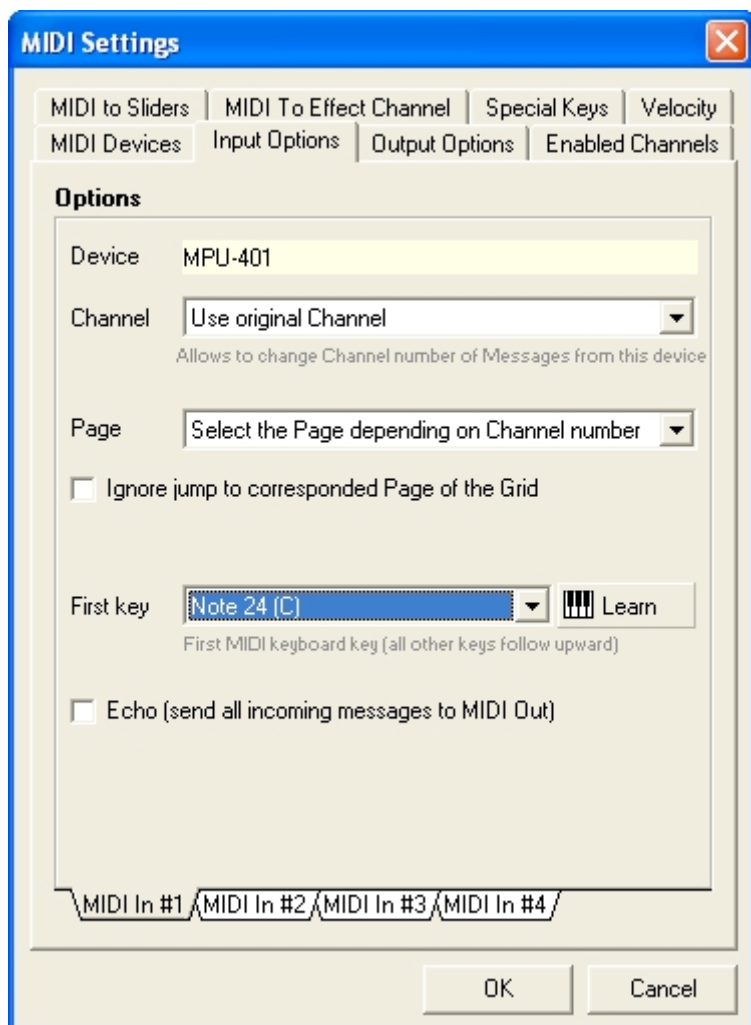 MIDI Settings
MIDI to Sliders MIDI To Effect Channel Special Keys Velocity
MIDI Devices Input Options Output Options Enabled Channels
Options
Device MPU-401
Channel Use original Channel
Allows to change Channel number of Messages from this device
Page Select the Page depending on Channel number
Ignore jump to corresponded Page of the Grid
First key Note 24 (C) Learn
First MIDI keyboard key (all other keys follow upward)
Echo (send all incoming messages to MIDI Out)
MIDI In #1 MIDI In #2 MIDI In #3 MIDI In #4
OK Cancel